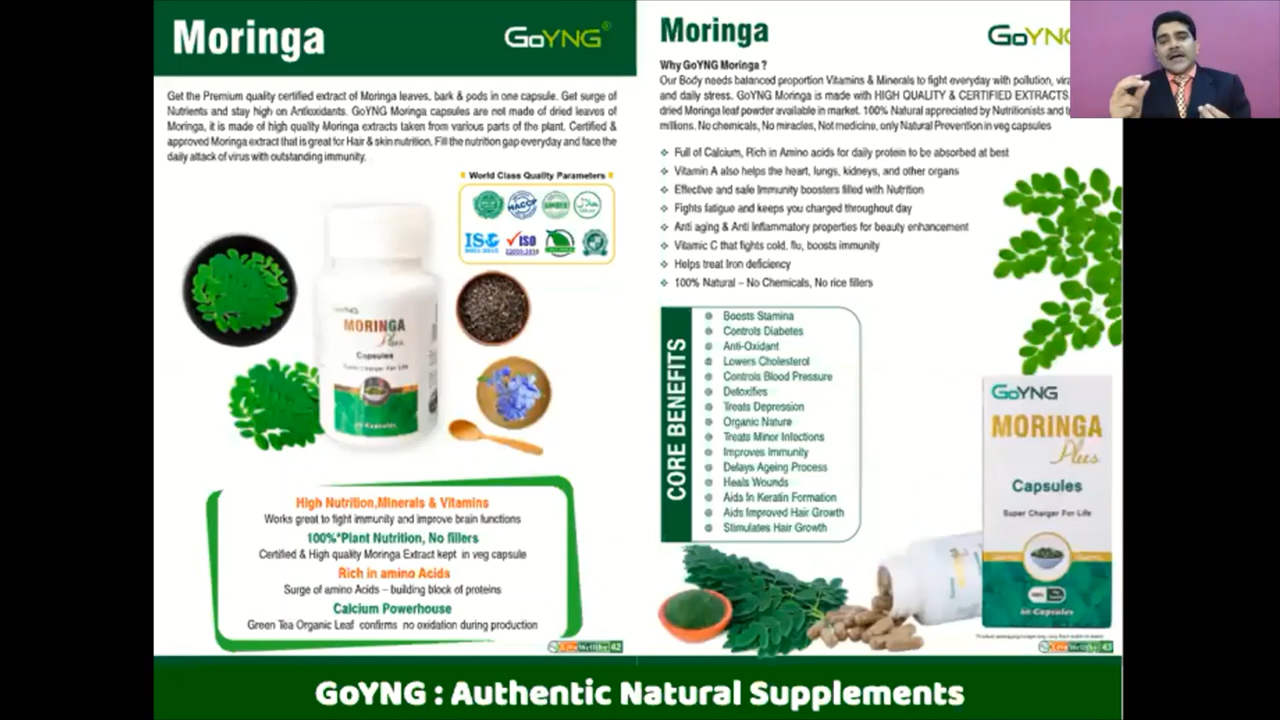 Moringa
GoYNG®
Get the Premium quality certified extract of Moringa leaves, bark & pods in one capsule. Get surge of
Nutrients and stay high on Antioxidants. GoYNG Moringa capsules are not made of dried leaves of
Moringa, it is made of high quality Moringa extracts taken from various parts of the plant. Certified &
approved Moringa extract that is great for Hair & skin nutrition. Fill the nutrition gap everyday and face the
daily attack of virus with outstanding immunity.
World Class Quality Parameters
HACCP
ISO
ISO
MORINGA
Plus
Capsules
Super Charger For Life
60 Capsules
High Nutrition,Minerals & Vitamins
Works great to fight immunity and improve brain functions
100%*Plant Nutrition, No fillers
Certified & High quality Moringa Extract kept in veg capsule
Rich in amino Acids
Surge of amino Acids – building block of proteins
Calcium Powerhouse
Green Tea Organic Leaf confirms no oxidation during production
42
Moringa
GoYNG
Why GoYNG Moringa ?
Our Body needs balanced proportion Vitamins & Minerals to fight everyday with pollution,
and daily stress. GoYNG Moringa is made with HIGH QUALITY & CERTIFIED EXTRACTS
dried Moringa leaf powder available in market. 100% Natural appreciated by Nutritionists and
millions. No chemicals, No miracles, Not medicine, only Natural Prevention in veg capsules
Full of Calcium, Rich in Amino acids for daily protein to be absorbed at best
Vitamin A also helps the heart, lungs, kidneys, and other organs
Effective and safe Immunity boosters filled with Nutrition
Fights fatigue and keeps you charged throughout day
Anti aging & Anti Inflammatory properties for beauty enhancement
Vitamic C that fights cold, flu, boosts immunity
Helps treat Iron deficiency
100% Natural – No Chemicals, No rice fillers
CORE BENEFITS
Boosts Stamina
Controls Diabetes
Anti-Oxidant
Lowers Cholesterol
Controls Blood Pressure
Detoxifies
Treats Depression
Organic Nature
Treats Minor Infections
Improves Immunity
Delays Ageing Process
Heals Wounds
Aids In Keratin Formation
Aids Improved Hair Growth
Stimulates Hair Growth
GoYNG
MORINGA
Plus
Capsules
Super Charger For Life
60 Capsules
43
GoYNG : Authentic Natural Supplements